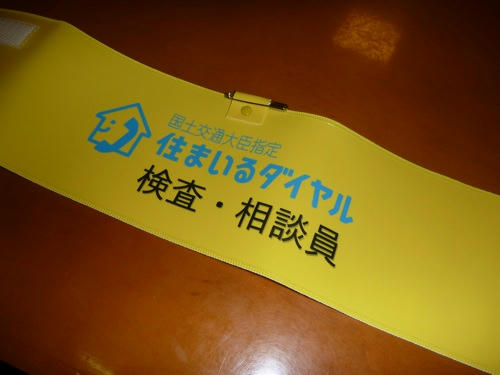 国土交通大臣指定
住まいるダイヤル
検査・相談員